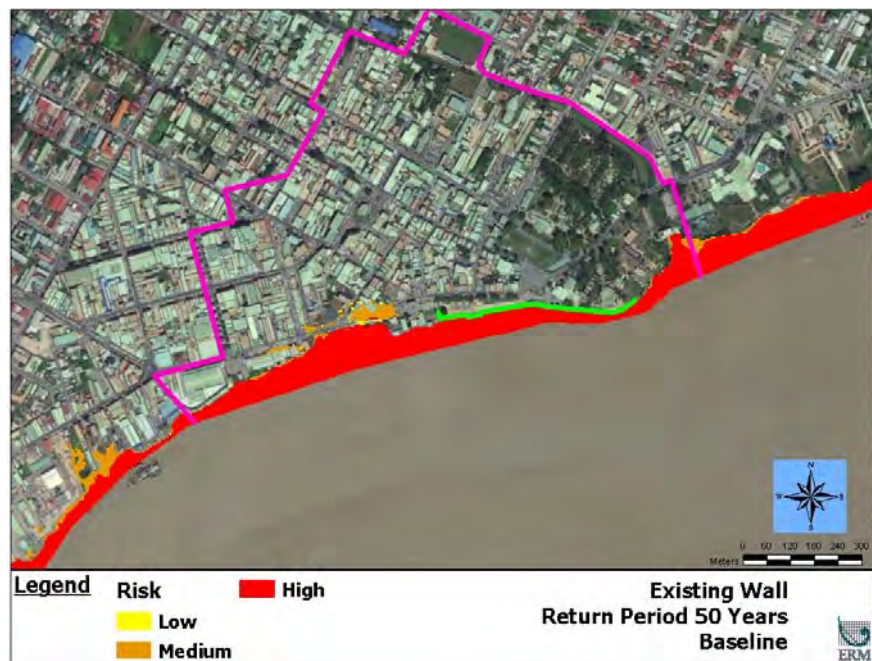 N
W E
S
Meters 0 60 120 180 240 300
Legend
Risk
High
Low
Medium
Existing Wall
Return Period 50 Years
Baseline
ERM